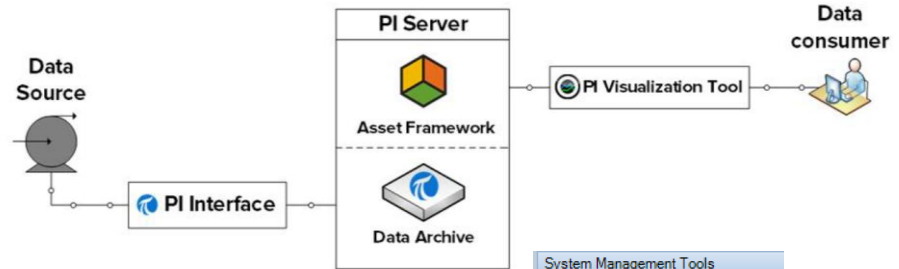 Data
Source
PI Interface
PI Server
Asset Framework
Data Archive
PI Visualization Tool
Data
consumer
System Management Tools